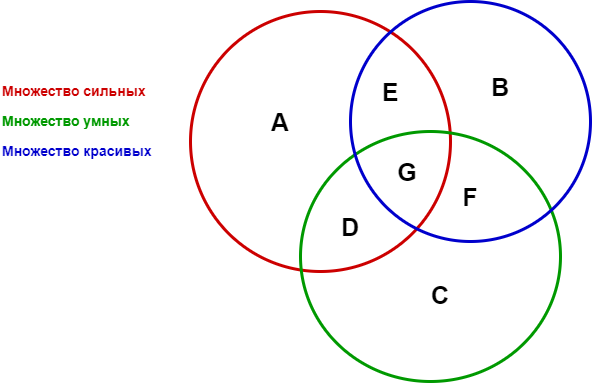 Множество сильных
Множество умных
Множество красивых
A
E
B
G
F
D
C